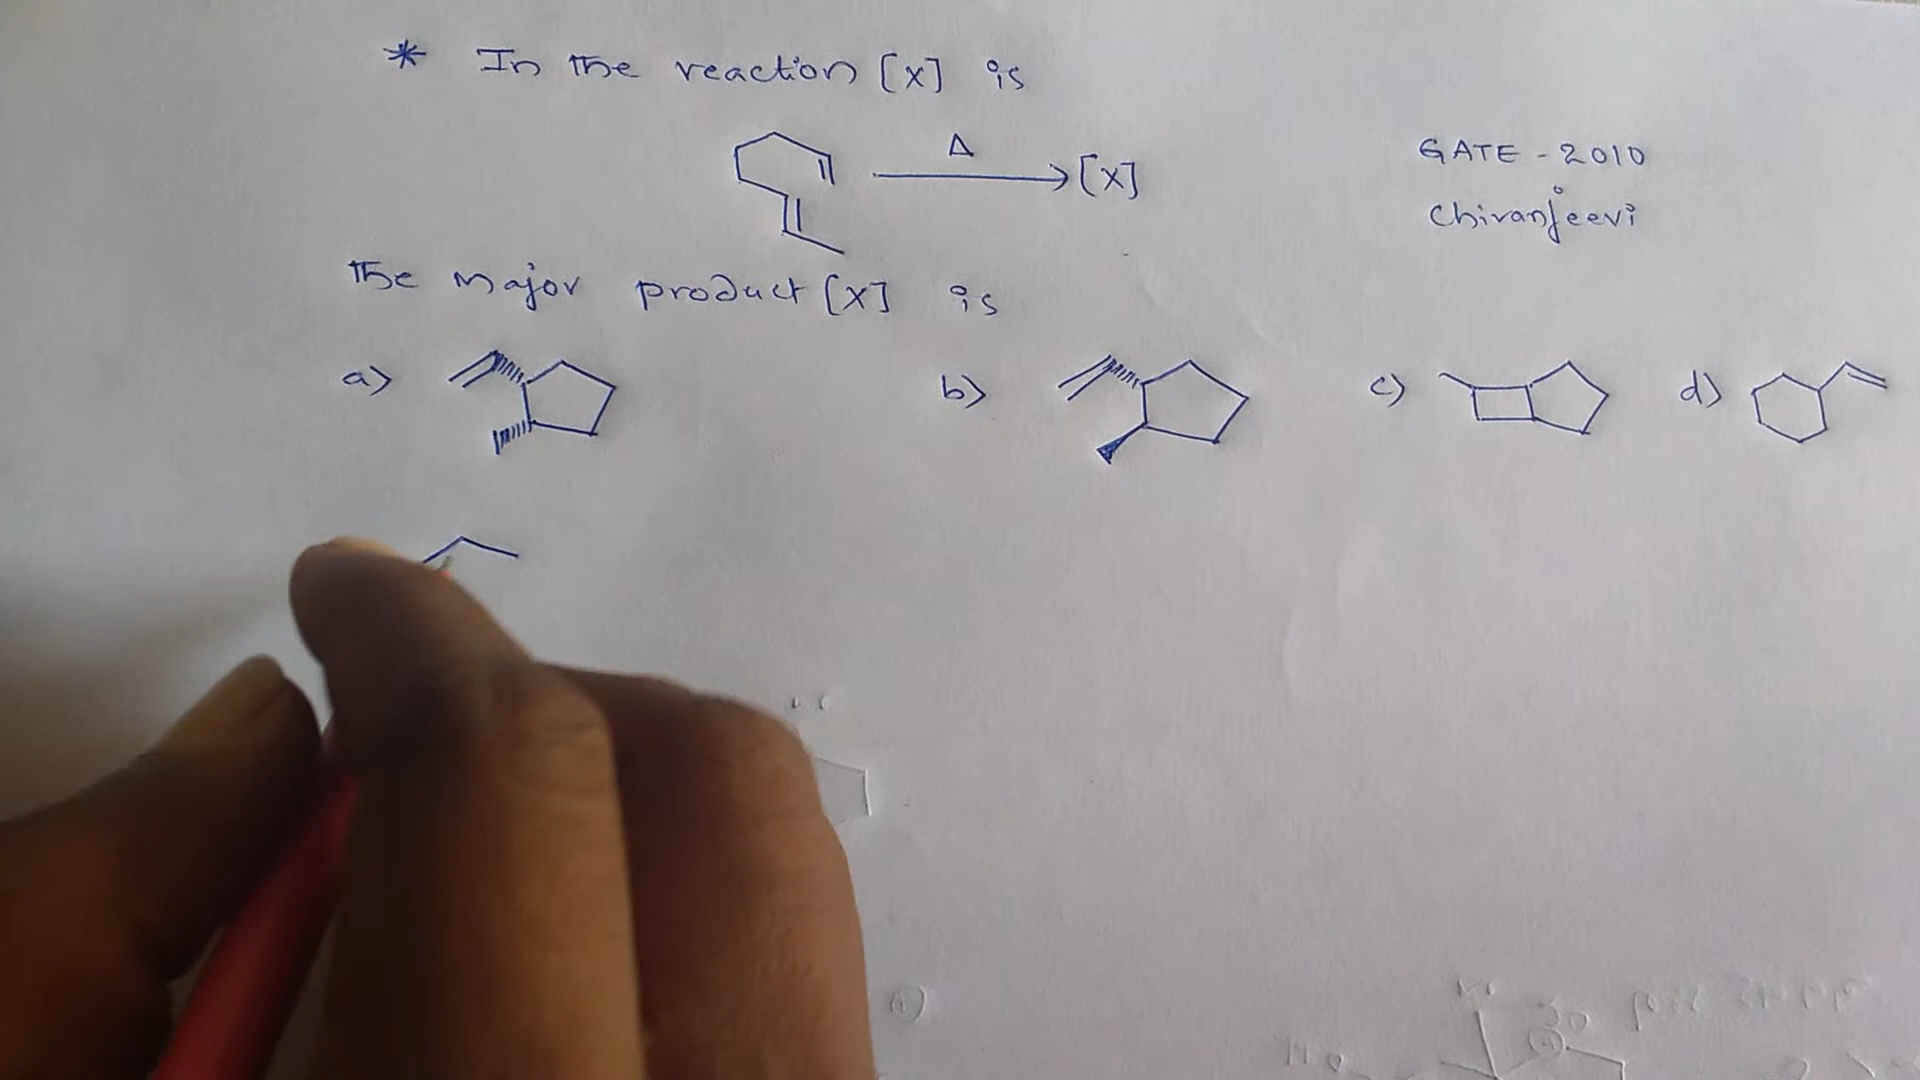 * In the reaction [x] is
Δ
[x]
GATE - 2010
Chiranjeevi
The major product [x] is
a)
b)
c)
d)